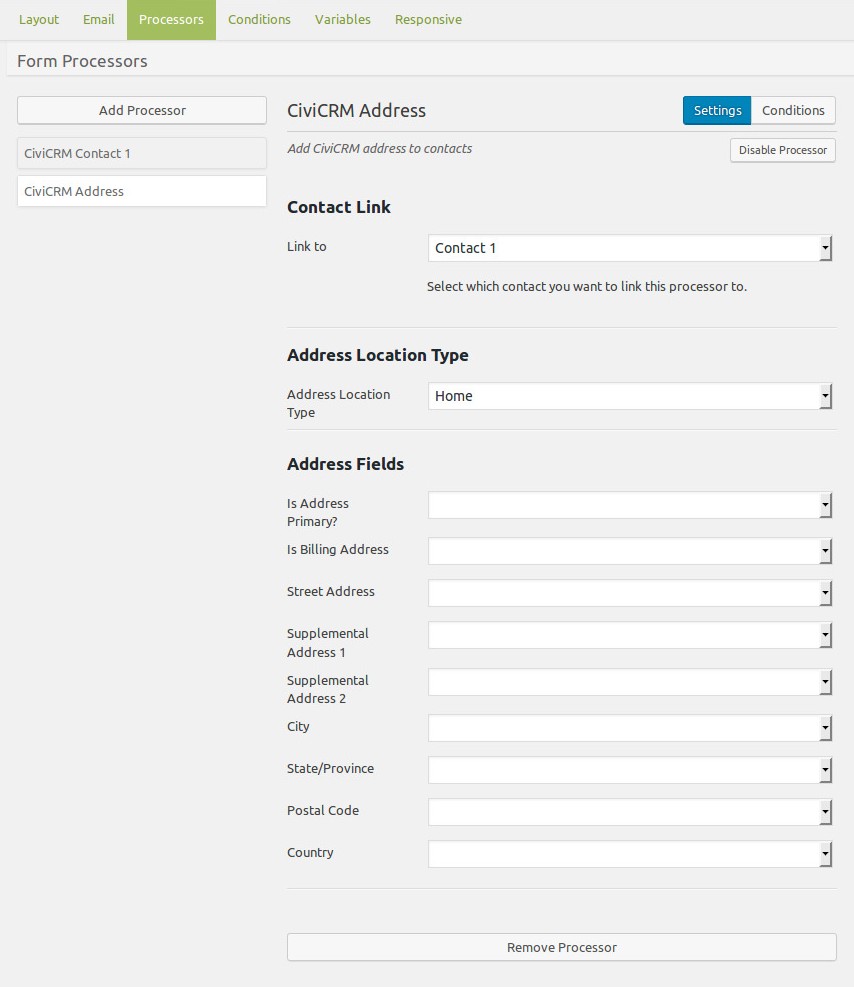 Layout Email Processors Conditions Variables Responsive
Form Processors
Add Processor
CiviCRM Contact 1
CiviCRM Address
CiviCRM Address
Settings Conditions
Add CiviCRM address to contacts
Disable Processor
Contact Link
Link to
Contact 1
Select which contact you want to link this processor to.
Address Location Type
Address Location
Type
Home
Address Fields
Is Address
Primary?
Is Billing Address
Street Address
Supplemental
Address 1
Supplemental
Address 2
City
State/Province
Postal Code
Country
Remove Processor